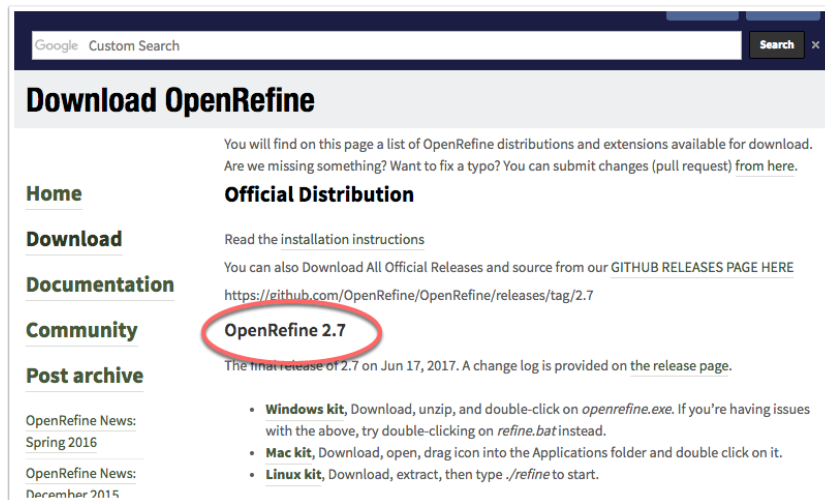 Google Custom Search
Search ×
Download OpenRefine
You will find on this page a list of OpenRefine distributions and extensions available for download.
Are we missing something? Want to fix a typo? You can submit changes (pull request) from here.
Home
Download
Documentation
Community
Post archive
OpenRefine News:
Spring 2016
OpenRefine News:
December 2015
Official Distribution
Read the installation instructions
You can also Download All Official Releases and source from our GITHUB RELEASES PAGE HERE
https://github.com/OpenRefine/OpenRefine/releases/tag/2.7
OpenRefine 2.7
The final release of 2.7 on Jun 17, 2017. A change log is provided on the release page.
• Windows kit, Download, unzip, and double-click on openrefine.exe. If you’re having issues
with the above, try double-clicking on refine.bat instead.
• Mac kit, Download, open, drag icon into the Applications folder and double click on it.
• Linux kit, Download, extract, then type ./refine to start.